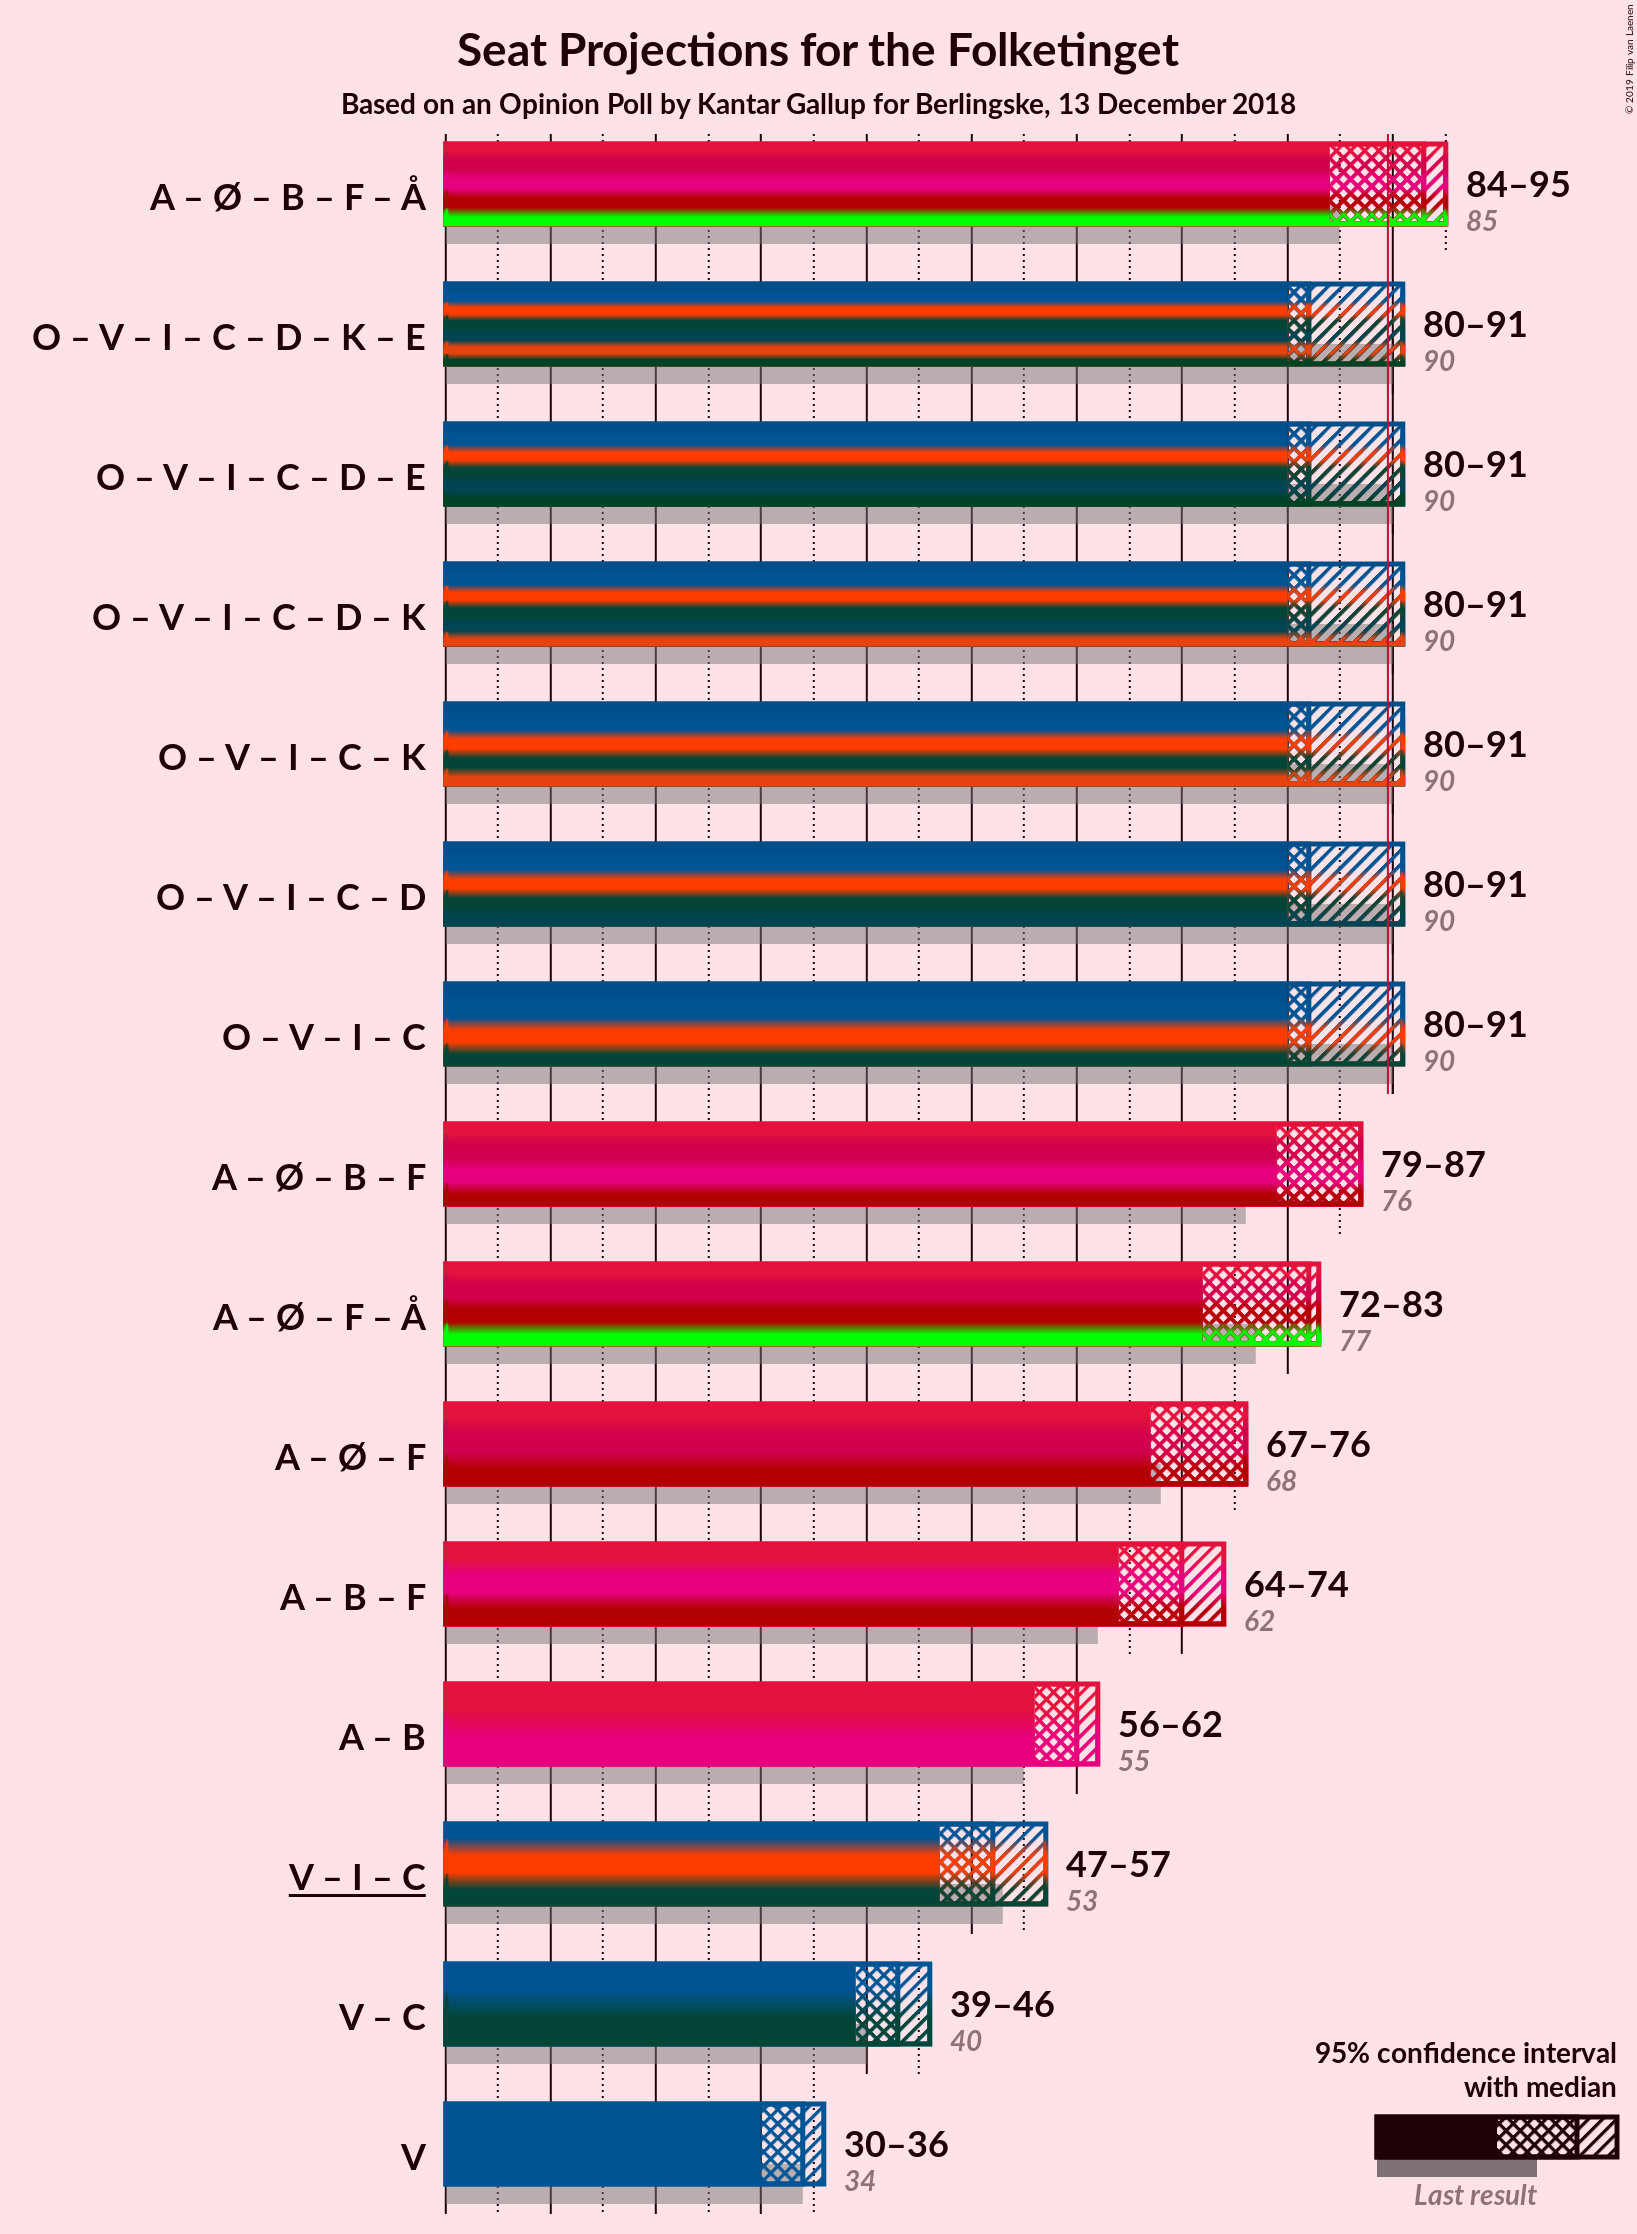 Seat Projections for the Folketinget
Based on an Opinion Poll by Kantar Gallup for Berlingske, 13 December 2018
© 2019 Filip van Laenen
A – Ø – B – F – Å
84–95
85
O – V – I – C – D – K – E
80–91
90
O – V – I – C – D – E
80–91
90
O – V – I – C – D – K
80–91
90
O – V – I – C – K
80–91
90
O – V – I – C – D
80–91
90
O – V – I – C
80–91
90
A – Ø – B – F
79–87
76
A – Ø – F – Å
72–83
77
A – Ø – F
67–76
68
A – B – F
64–74
62
A – B
56–62
55
V – I – C
47–57
53
V – C
39–46
40
V
30–36
34
95% confidence interval
with median
Last result